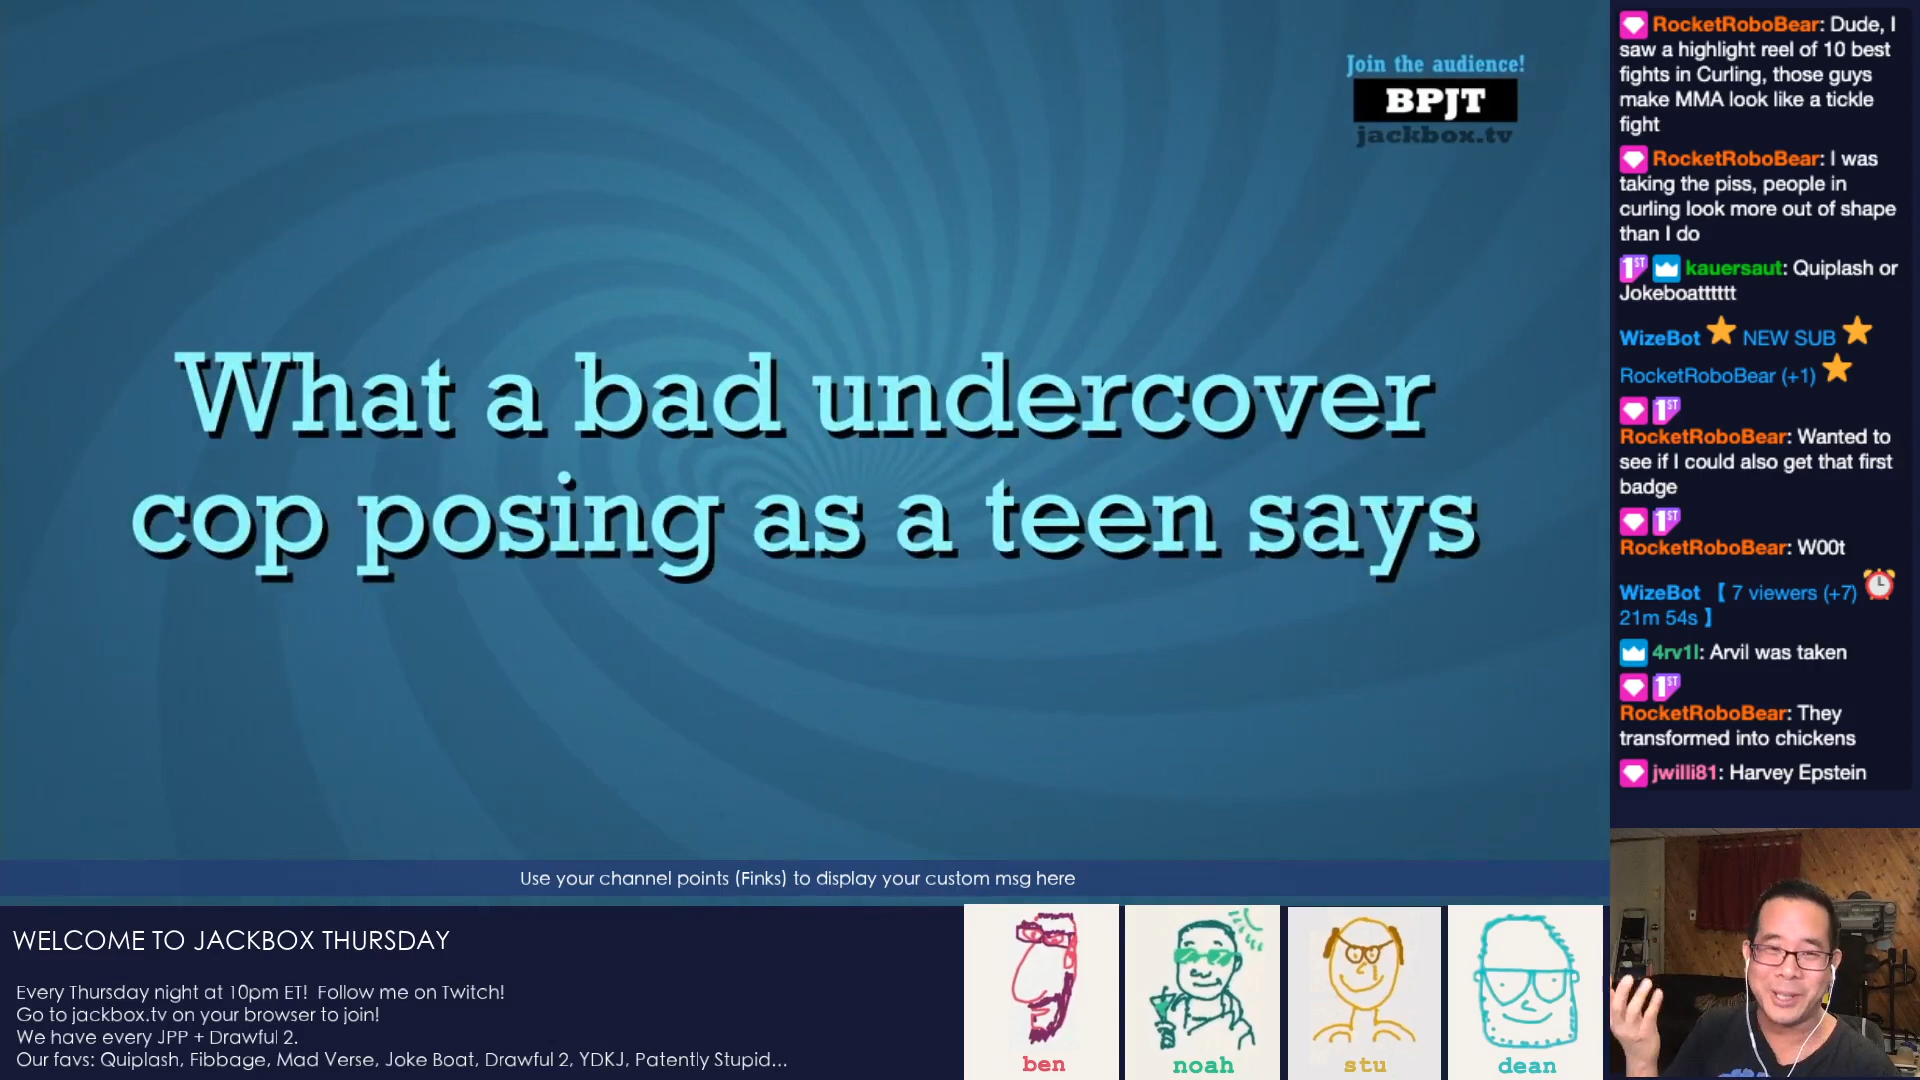 Join the audience!
BPJT
jackbox.tv
What a bad undercover
cop posing as a teen says
Use your channel points (Finks) to display your custom msg here
WELCOME TO JACKBOX THURSDAY
Every Thursday night at 10pm ET! Follow me on Twitch!
Go to jackbox.tv on your browser to join!
We have every JPP + Drawful 2.
Our favs: Quiplash, Fibbage, Mad Verse, Joke Boat, Drawful 2, YDKJ, Patently Stupid...
ben
noah
stu
dean
RocketRoboBear: Dude, I
saw a highlight reel of 10 best
fights in Curling, those guys
make MMA look like a tickle
fight
RocketRoboBear: I was
taking the piss, people in
curling look more out of shape
than I do
1ST kauersaut: Quiplash or
Jokeboatttttt
WizeBot NEW SUB
RocketRoboBear (+1)
1ST
RocketRoboBear: Wanted to
see if I could also get that first
badge
1ST
RocketRoboBear: W00t
WizeBot 【 7 viewers (+7)
21m 54s 】
4rv1l: Arvil was taken
1ST
RocketRoboBear: They
transformed into chickens
jwilli81: Harvey Epstein